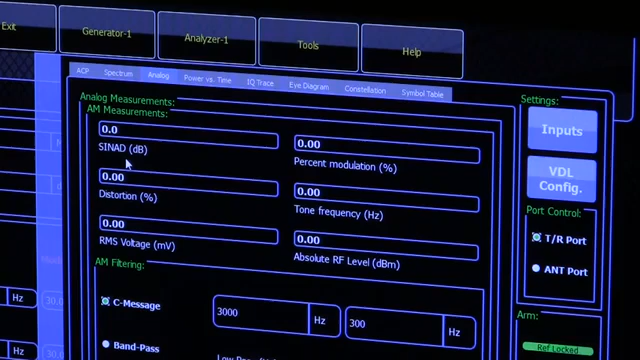 Exit
Generator-1
Analyzer-1
Tools
Help
ACP
Spectrum
Analog
Power vs. Time
IQ Trace
Eye Diagram
Constellation
Symbol Table
Analog Measurements:
AM Measurements:
0.0
SINAD (dB)
0.00
Percent modulation (%)
0.00
Distortion (%)
0.00
Tone frequency (Hz)
0.00
RMS Voltage (mV)
0.00
Absolute RF Level (dBm)
AM Filtering:
C-Message
3000
Hz
300
Hz
Band-Pass
Settings:
Inputs
VDL
Config.
Port Control:
T/R Port
ANT Port
Arm:
Ref Locked
Hz
Hz